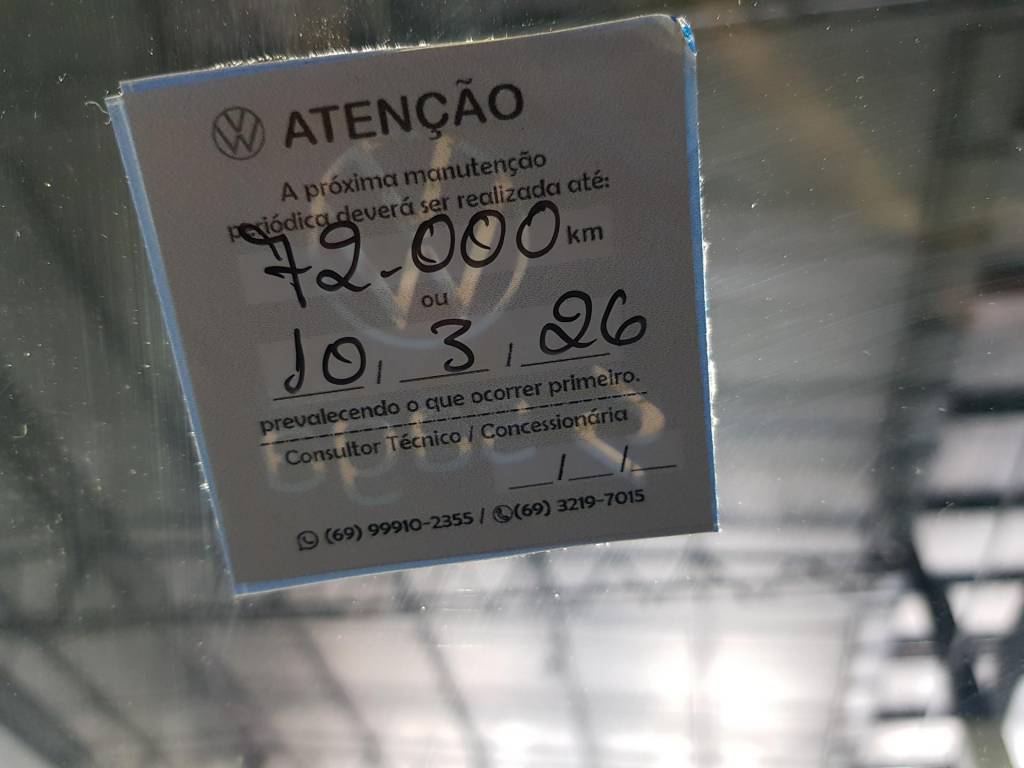 ATENÇÃO
A próxima manutenção
periódica deverá ser realizada até:
72.000 km
ou
10 / 3 / 26
prevalecendo o que ocorrer primeiro.
Consultor Técnico / Concessionária
__/__/__
(69) 99910-2355 / (69) 3219-7015